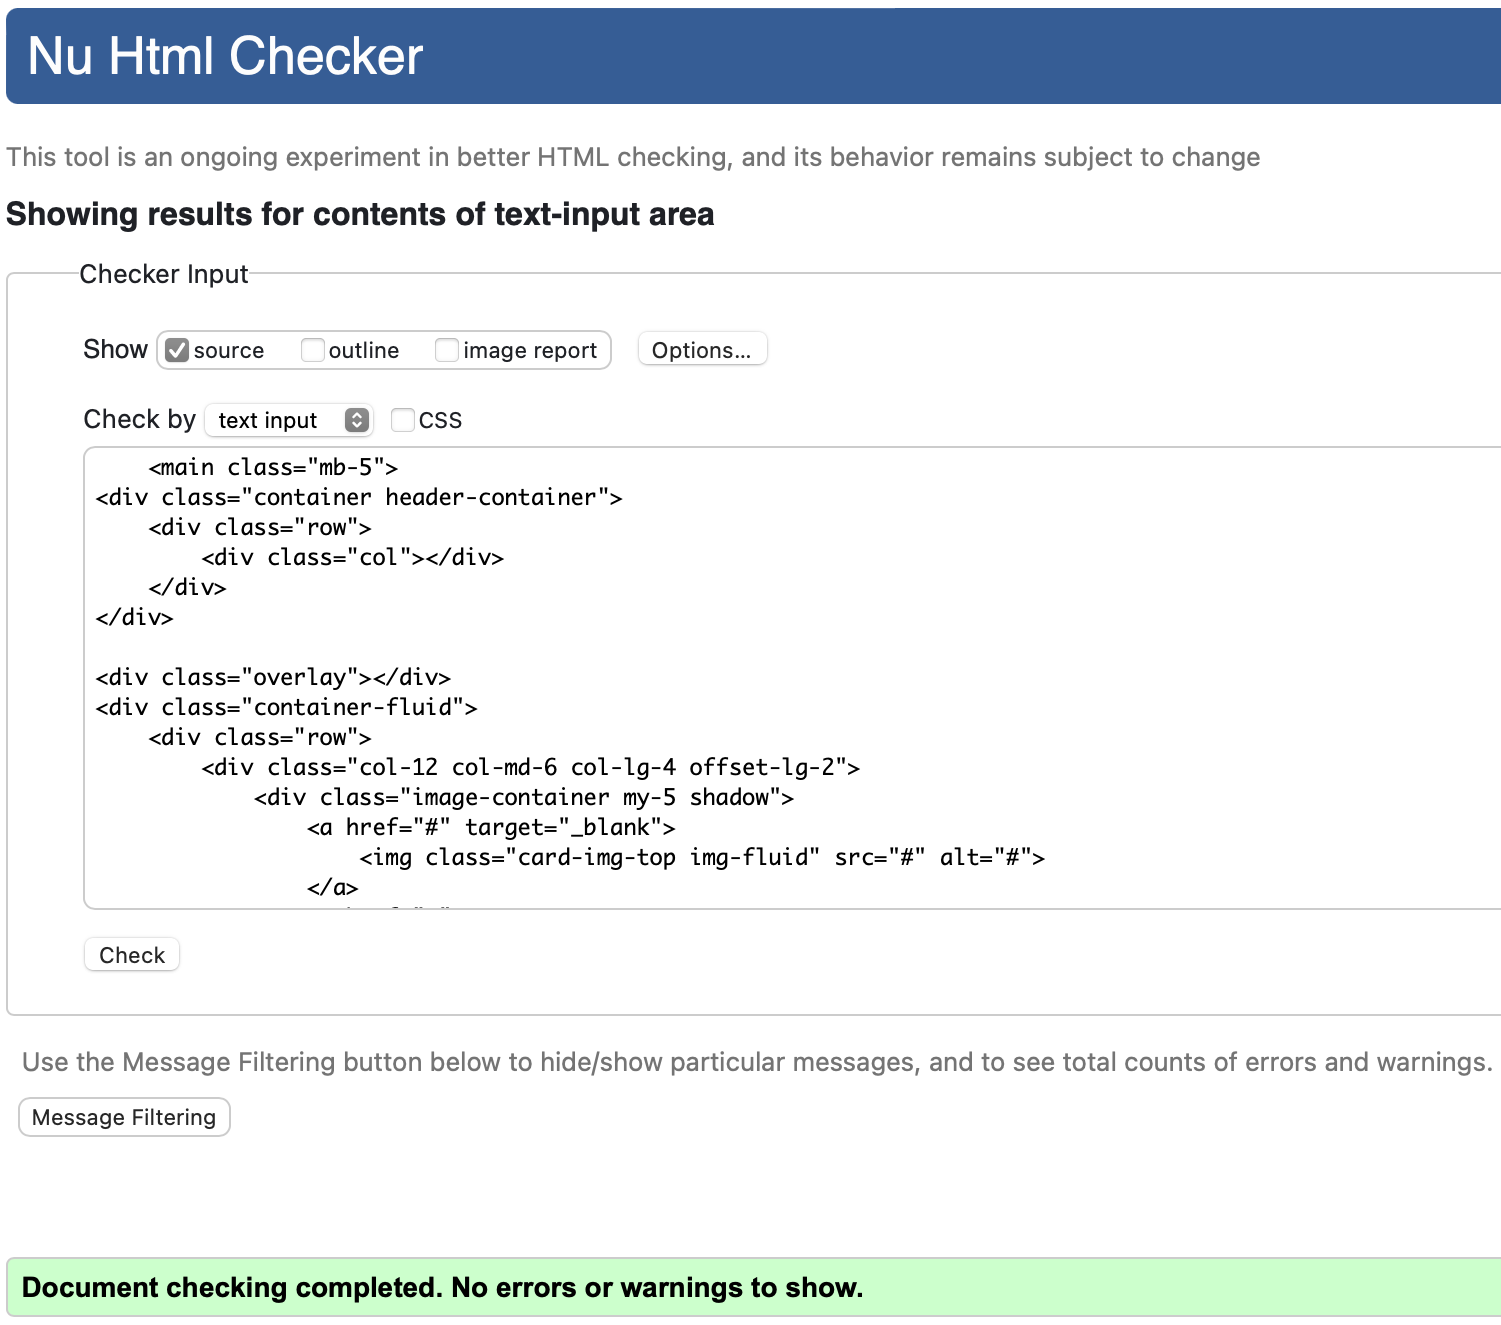 Nu Html Checker
This tool is an ongoing experiment in better HTML checking, and its behavior remains subject to change
Showing results for contents of text-input area
Checker Input
Show source outline image report Options...
Check by text input CSS
    <main class="mb-5">
<div class="container header-container">
    <div class="row">
        <div class="col"></div>
    </div>
</div>
<div class="overlay"></div>
<div class="container-fluid">
    <div class="row">
        <div class="col-12 col-md-6 col-lg-4 offset-lg-2">
            <div class="image-container my-5 shadow">
                <a href="#" target="_blank">
                    <img class="card-img-top img-fluid" src="#" alt="#">
                </a>
Check
Use the Message Filtering button below to hide/show particular messages, and to see total counts of errors and warnings.
Message Filtering
Document checking completed. No errors or warnings to show.